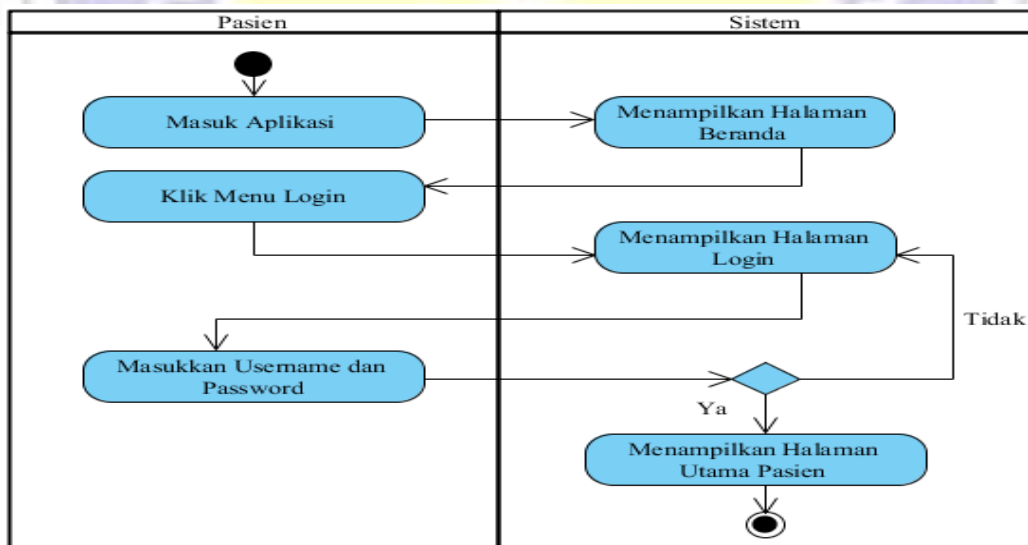 Pasien
Sistem
Masuk Aplikasi
Menampilkan Halaman
Beranda
Klik Menu Login
Menampilkan Halaman
Login
Tidak
Masukkan Username dan
Password
Ya
Menampilkan Halaman
Utama Pasien